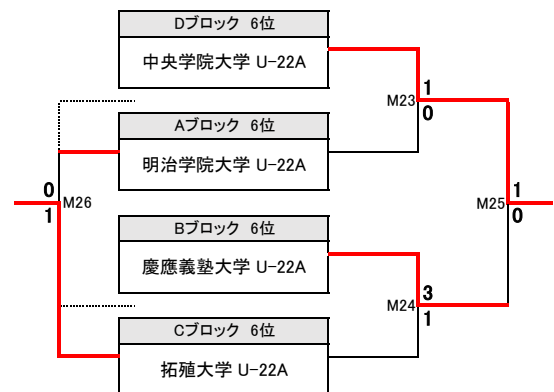 Dブロック 6位
中央学院大学 U-22A
1
M23
0
Aブロック 6位
明治学院大学 U-22A
0
M26
1
1
M25
0
Bブロック 6位
慶應義塾大学 U-22A
3
M24
1
Cブロック 6位
拓殖大学 U-22A